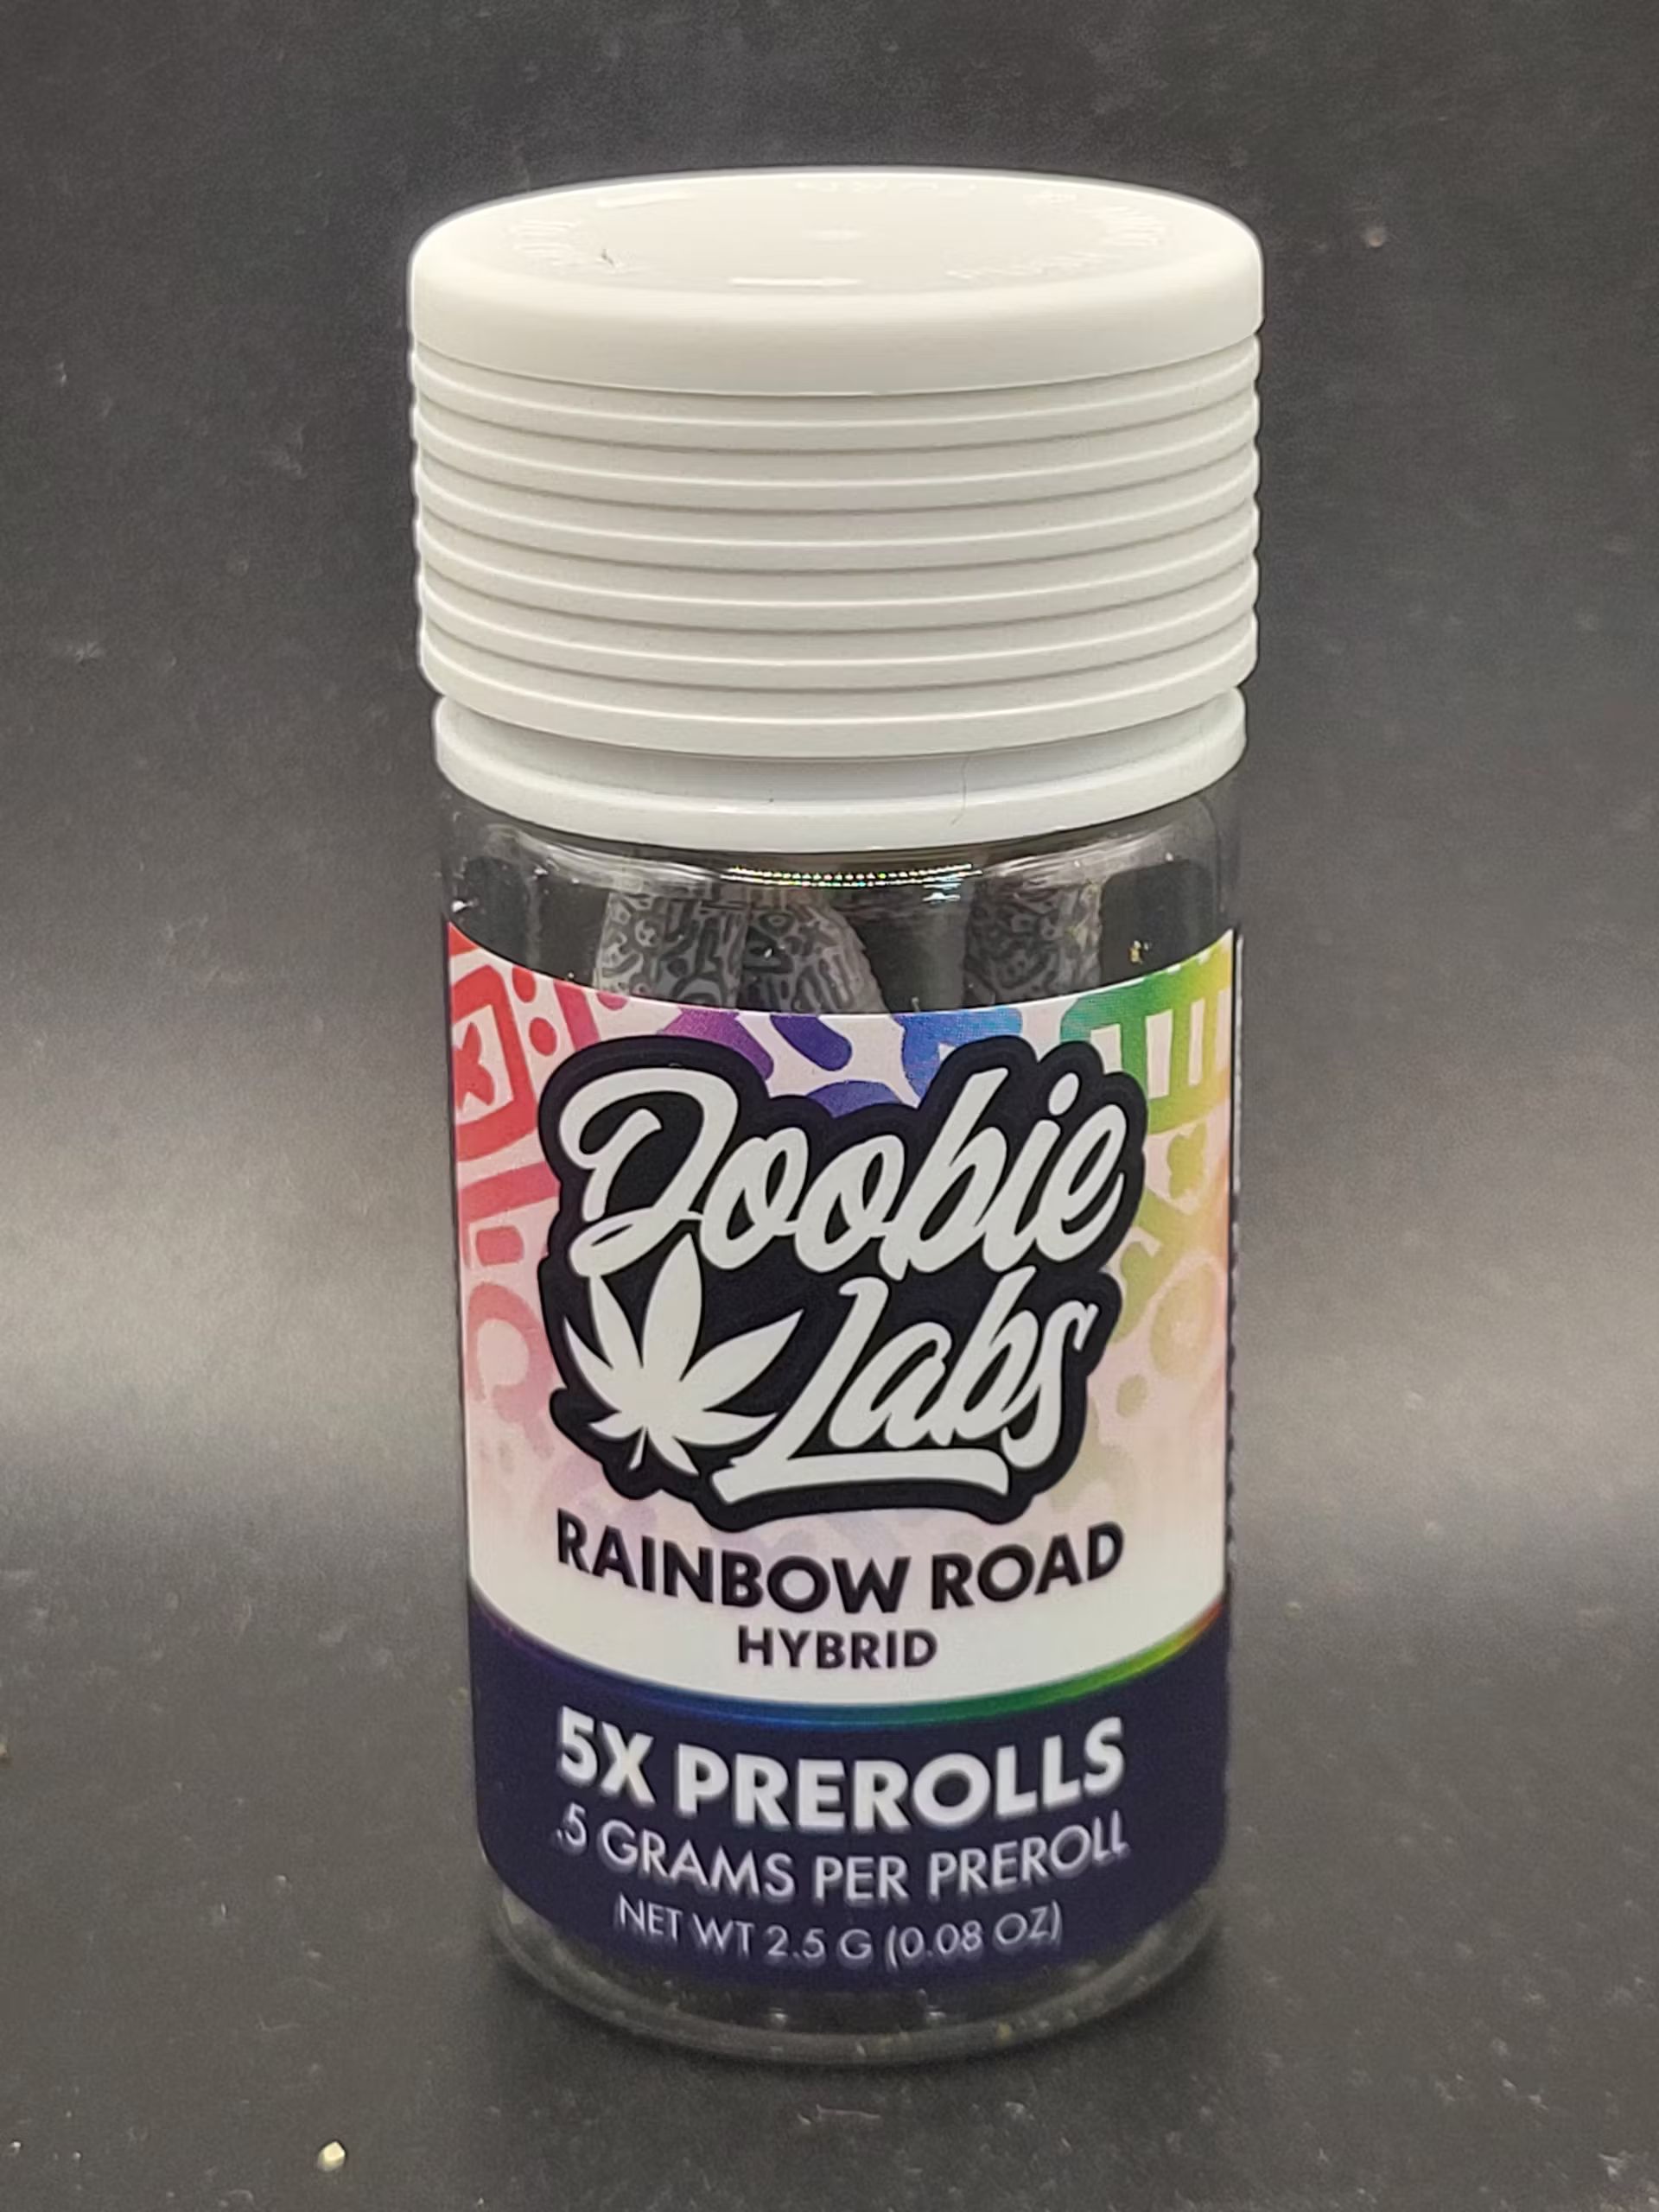 Doobie
Labs
RAINBOW ROAD
HYBRID
5X PREROLLS
.5 GRAMS PER PREROLL
NET WT 2.5 G (0.08 OZ)